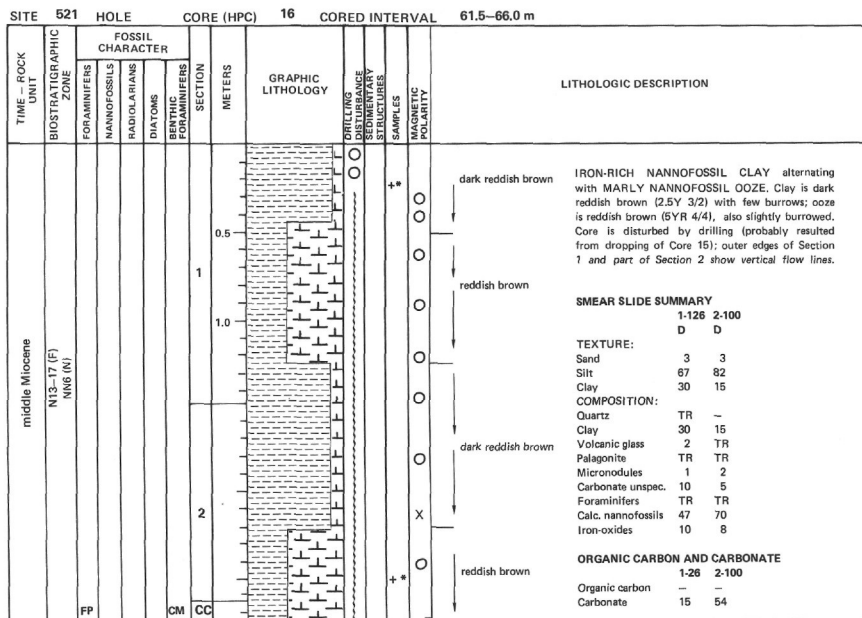 SITE 521 HOLE CORE (HPC) 16 CORED INTERVAL 61.5–66.0 m
TIME – ROCK UNIT
BIOSTRATIGRAPHIC ZONE
FOSSIL CHARACTER
FORAMINIFERS
NANNOFOSSILS
RADIOLARIANS
DIATOMS
BENTHIC FORAMINIFERS
SECTION
METERS
GRAPHIC LITHOLOGY
DRILLING DISTURBANCE
SEDIMENTARY STRUCTURES
SAMPLES
MAGNETIC POLARITY
LITHOLOGIC DESCRIPTION
middle Miocene
N13–17 (F)
NN6 (N)
FP
CM
1
2
CC
0.5
1.0
+*
+*
X
dark reddish brown
reddish brown
dark reddish brown
reddish brown
IRON-RICH NANNOFOSSIL CLAY alternating
with MARLY NANNOFOSSIL OOZE. Clay is dark
reddish brown (2.5Y 3/2) with few burrows; ooze
is reddish brown (5YR 4/4), also slightly burrowed.
Core is disturbed by drilling (probably resulted
from dropping of Core 15); outer edges of Section
1 and part of Section 2 show vertical flow lines.
SMEAR SLIDE SUMMARY
1-126 2-100
D D
TEXTURE:
Sand 3 3
Silt 67 82
Clay 30 15
COMPOSITION:
Quartz TR –
Clay 30 15
Volcanic glass 2 TR
Palagonite TR TR
Micronodules 1 2
Carbonate unspec. 10 5
Foraminifers TR TR
Calc. nannofossils 47 70
Iron-oxides 10 8
ORGANIC CARBON AND CARBONATE
1-26 2-100
Organic carbon – –
Carbonate 15 54